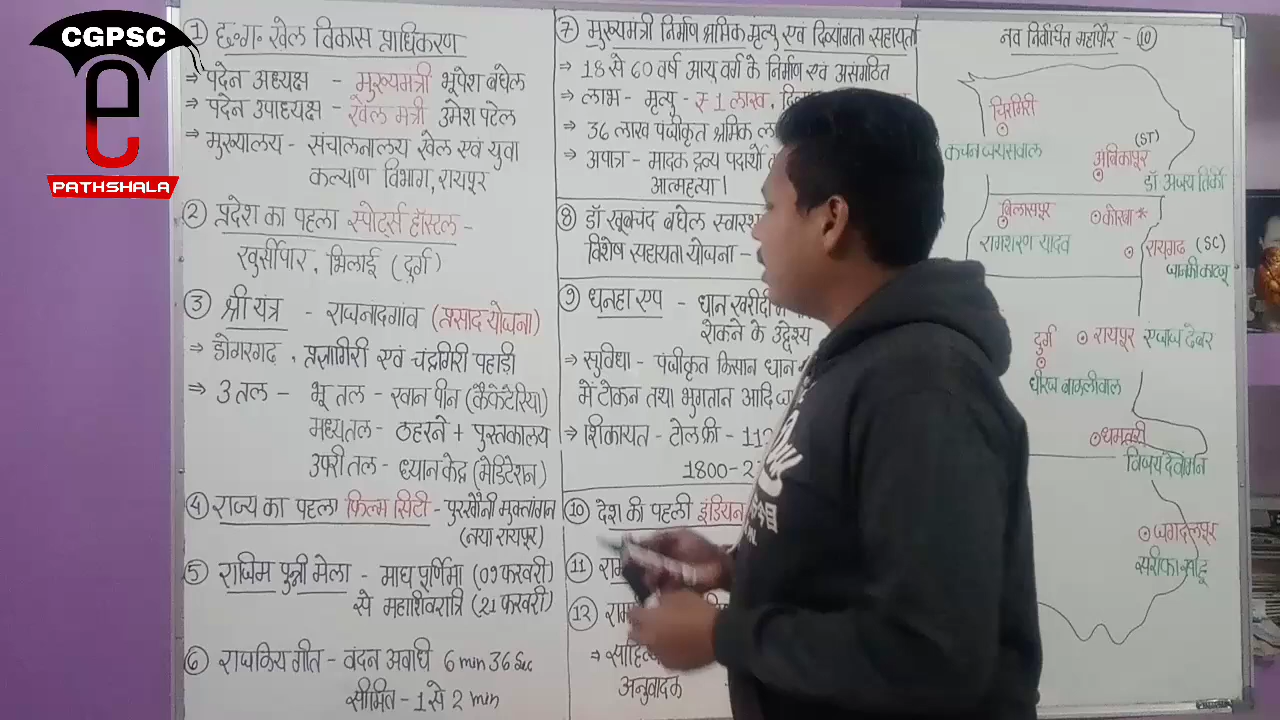 CGPSC
e
PATHSHALA
① छ.ग. खेल विकास प्राधिकरण
⇒ पदेन अध्यक्ष - मुख्यमंत्री भूपेश बघेल
⇒ पदेन उपाध्यक्ष - खेल मंत्री उमेश पटेल
⇒ मुख्यालय - संचालनालय खेल एवं युवा
कल्याण विभाग, रायपुर
② प्रदेश का पहला स्पोर्ट्स हॉस्टल -
खुर्सीपार, भिलाई (दुर्ग)
③ श्री यंत्र - राजनांदगांव (प्रसाद योजना)
⇒ डोंगरगढ़, प्रज्ञागिरी एवं चंद्रगिरी पहाड़ी
⇒ 3 तल - भू तल - खान पीन (कैफेटेरिया)
मध्यतल - ठहरने + पुस्तकालय
उपरी तल - ध्यान केंद्र (मेडिटेशन)
④ राज्य का पहला फिल्म सिटी - पुरखौनी मुक्तांगन
(नया रायपुर)
⑤ राजिम पुन्नी मेला - माघ पूर्णिमा (09 फरवरी)
से महाशिवरात्रि (21 फरवरी)
⑥ राजकिय गीत - वंदन अवधि 6 min 36 Sec
सीमित - 1 से 2 min
⑦ मुख्यमंत्री निर्माण श्रमिक मृत्यु एवं दिव्यांगता सहायता
⇒ 18 से 60 वर्ष आयु वर्ग के निर्माण एवं असंगठित
⇒ लाभ - मृत्यु - ₹ 1 लाख,
⇒ 36 लाख पंजीकृत श्रमिक
⇒ अपात्र - मादक द्रव्य पदार्थो
आत्महत्या।
⑧ डॉ खूबचंद बघेल स्वास्थ
विशेष सहायता योजना -
⑨ धनहा एप - धान खरीदी में
रोकने के उद्देश्य
⇒ सुविधा - पंजीकृत किसान धान
में टोकन तथा भुगतान आदि
⇒ शिकायत - टोल फ्री - 112
1800-2
⑩ देश की पहली इंडियन
⑪
⑫
⇒
अनुवादक
नव निर्वाचित महापौर - ⑩
चिरमिरी
कंचन जयसवाल
(ST)
अंबिकापुर
डॉ अजय तिर्की
बिलासपुर
रामशरण यादव
कोरबा *
रायगढ़ (SC)
जानकी काटजू
दुर्ग
धीरज बाकलीवाल
रायपुर एजाज ढेबर
धमतरी
विजय देवांगन
जगदलपुर
सफीरा साहू